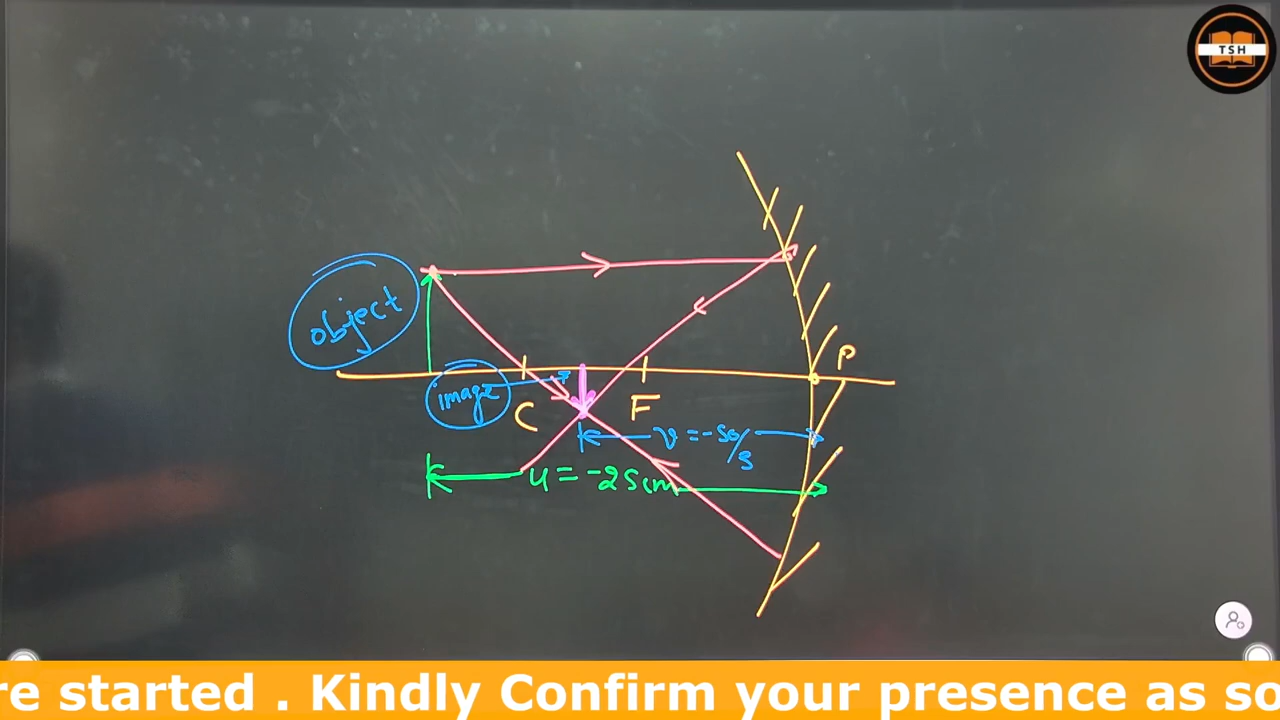 TSH
object
P
image
C
F
v = -50/3
u = -25cm
re started . Kindly Confirm your presence as so